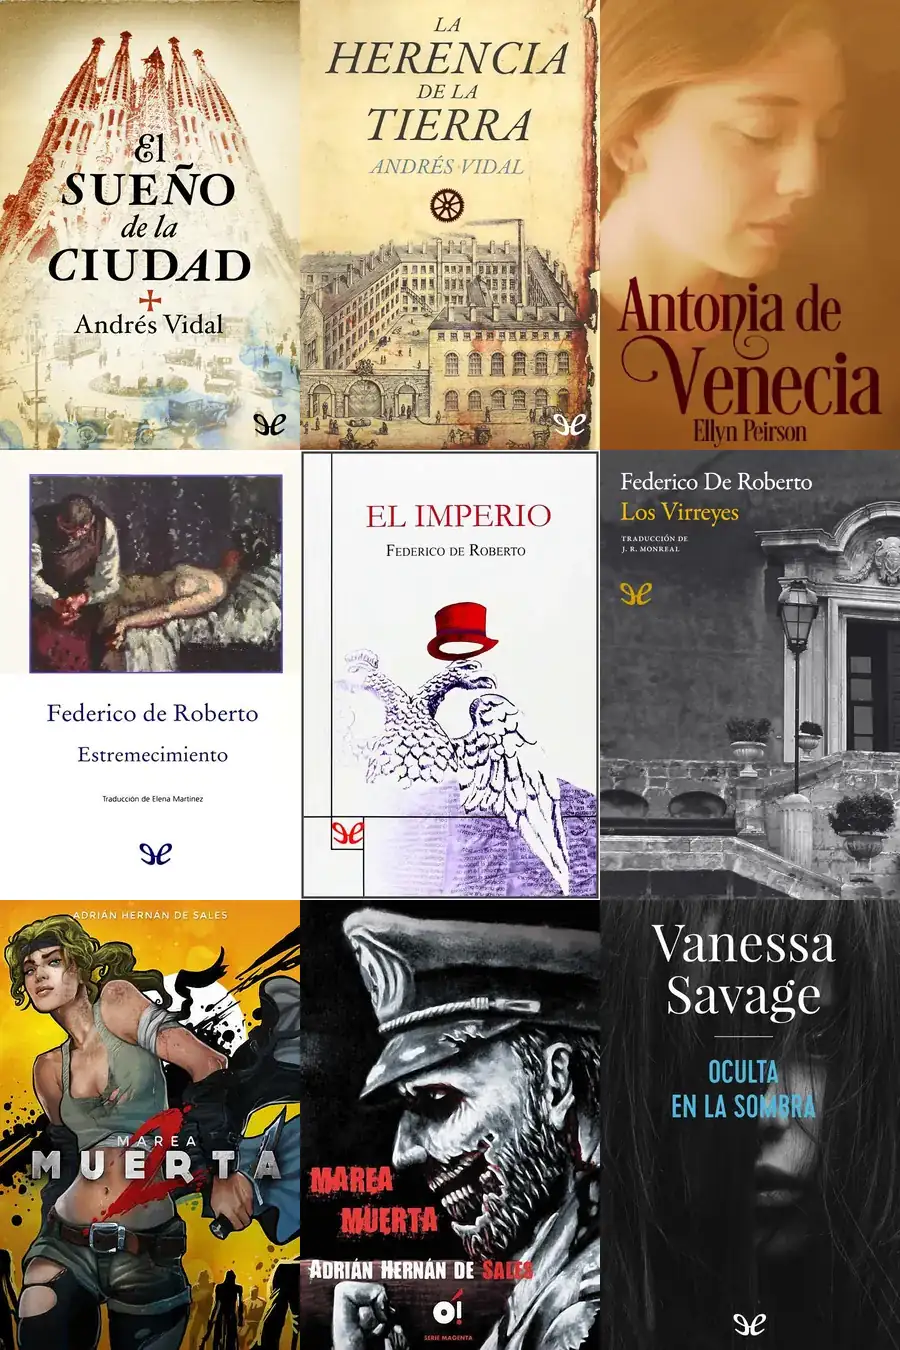 El
SUEÑO
de la
CIUDAD
Andrés Vidal
LA
HERENCIA
DE LA
TIERRA
ANDRÉS VIDAL
Antonia de
Venecia
Ellyn Peirson
Federico de Roberto
Estremecimiento
Traducción de Elena Martínez
EL IMPERIO
FEDERICO DE ROBERTO
Federico De Roberto
Los Virreyes
TRADUCCIÓN DE
J. R. MONREAL
ADRIÁN HERNÁN DE SALES
2
MAREA
MUERTA
MAREA
MUERTA
ADRIÁN HERNÁN DE SALES
O!
SERIE MAGENTA
Vanessa
Savage
OCULTA
EN LA SOMBRA